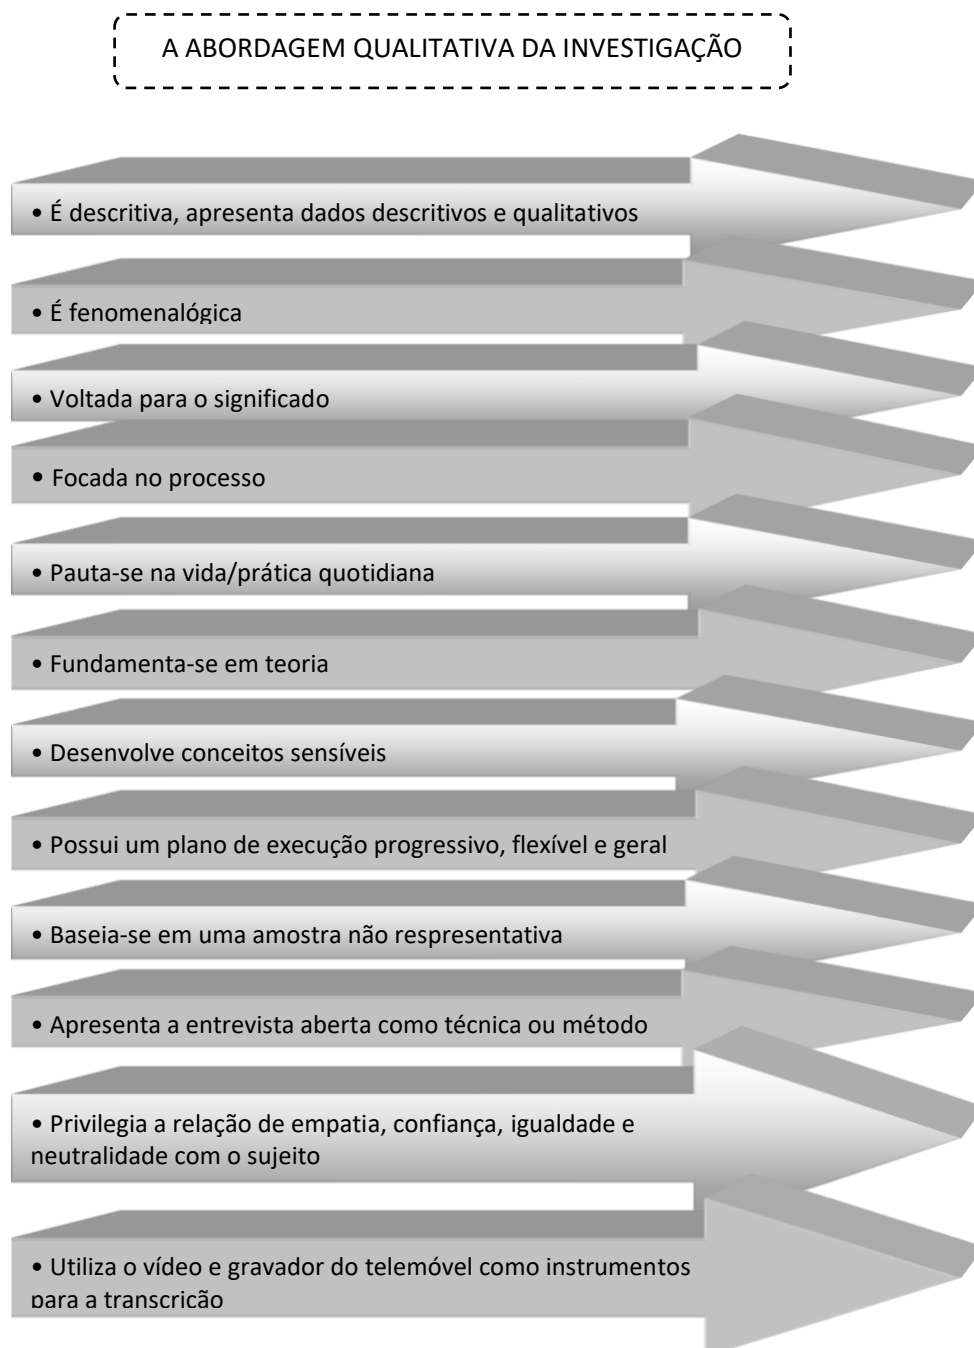 A ABORDAGEM QUALITATIVA DA INVESTIGAÇÃO
• É descritiva, apresenta dados descritivos e qualitativos
• É fenomenalógica
• Voltada para o significado
• Focada no processo
• Pauta-se na vida/prática quotidiana
• Fundamenta-se em teoria
• Desenvolve conceitos sensíveis
• Possui um plano de execução progressivo, flexível e geral
• Baseia-se em uma amostra não respresentativa
• Apresenta a entrevista aberta como técnica ou método
• Privilegia a relação de empatia, confiança, igualdade e
neutralidade com o sujeito
• Utiliza o vídeo e gravador do telemóvel como instrumentos
para a transcrição